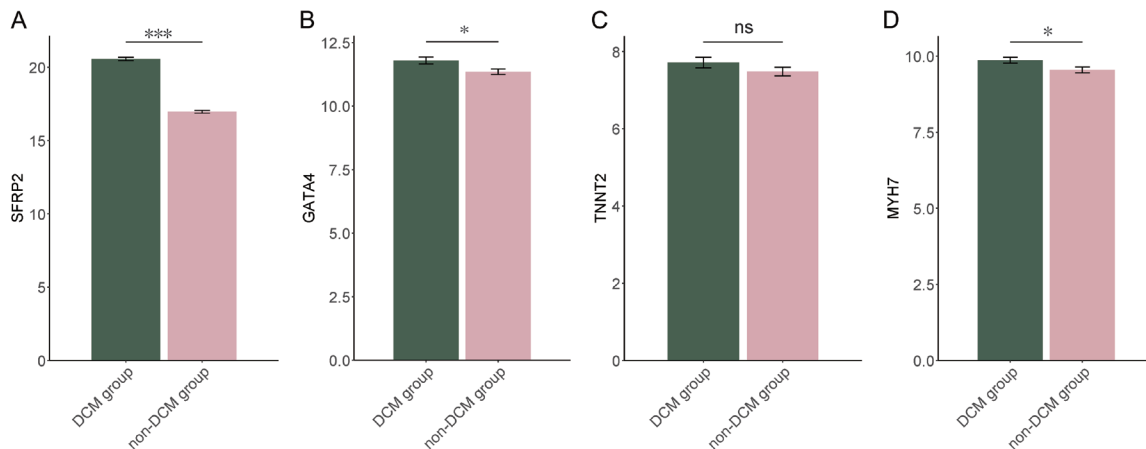 A
***
SFRP2
20
15
10
5
0
DCM group
non-DCM group
B
*
GATA4
12.5
10.0
7.5
5.0
2.5
0.0
DCM group
non-DCM group
C
ns
TNNT2
8
6
4
2
0
DCM group
non-DCM group
D
*
MYH7
10.0
7.5
5.0
2.5
0.0
DCM group
non-DCM group